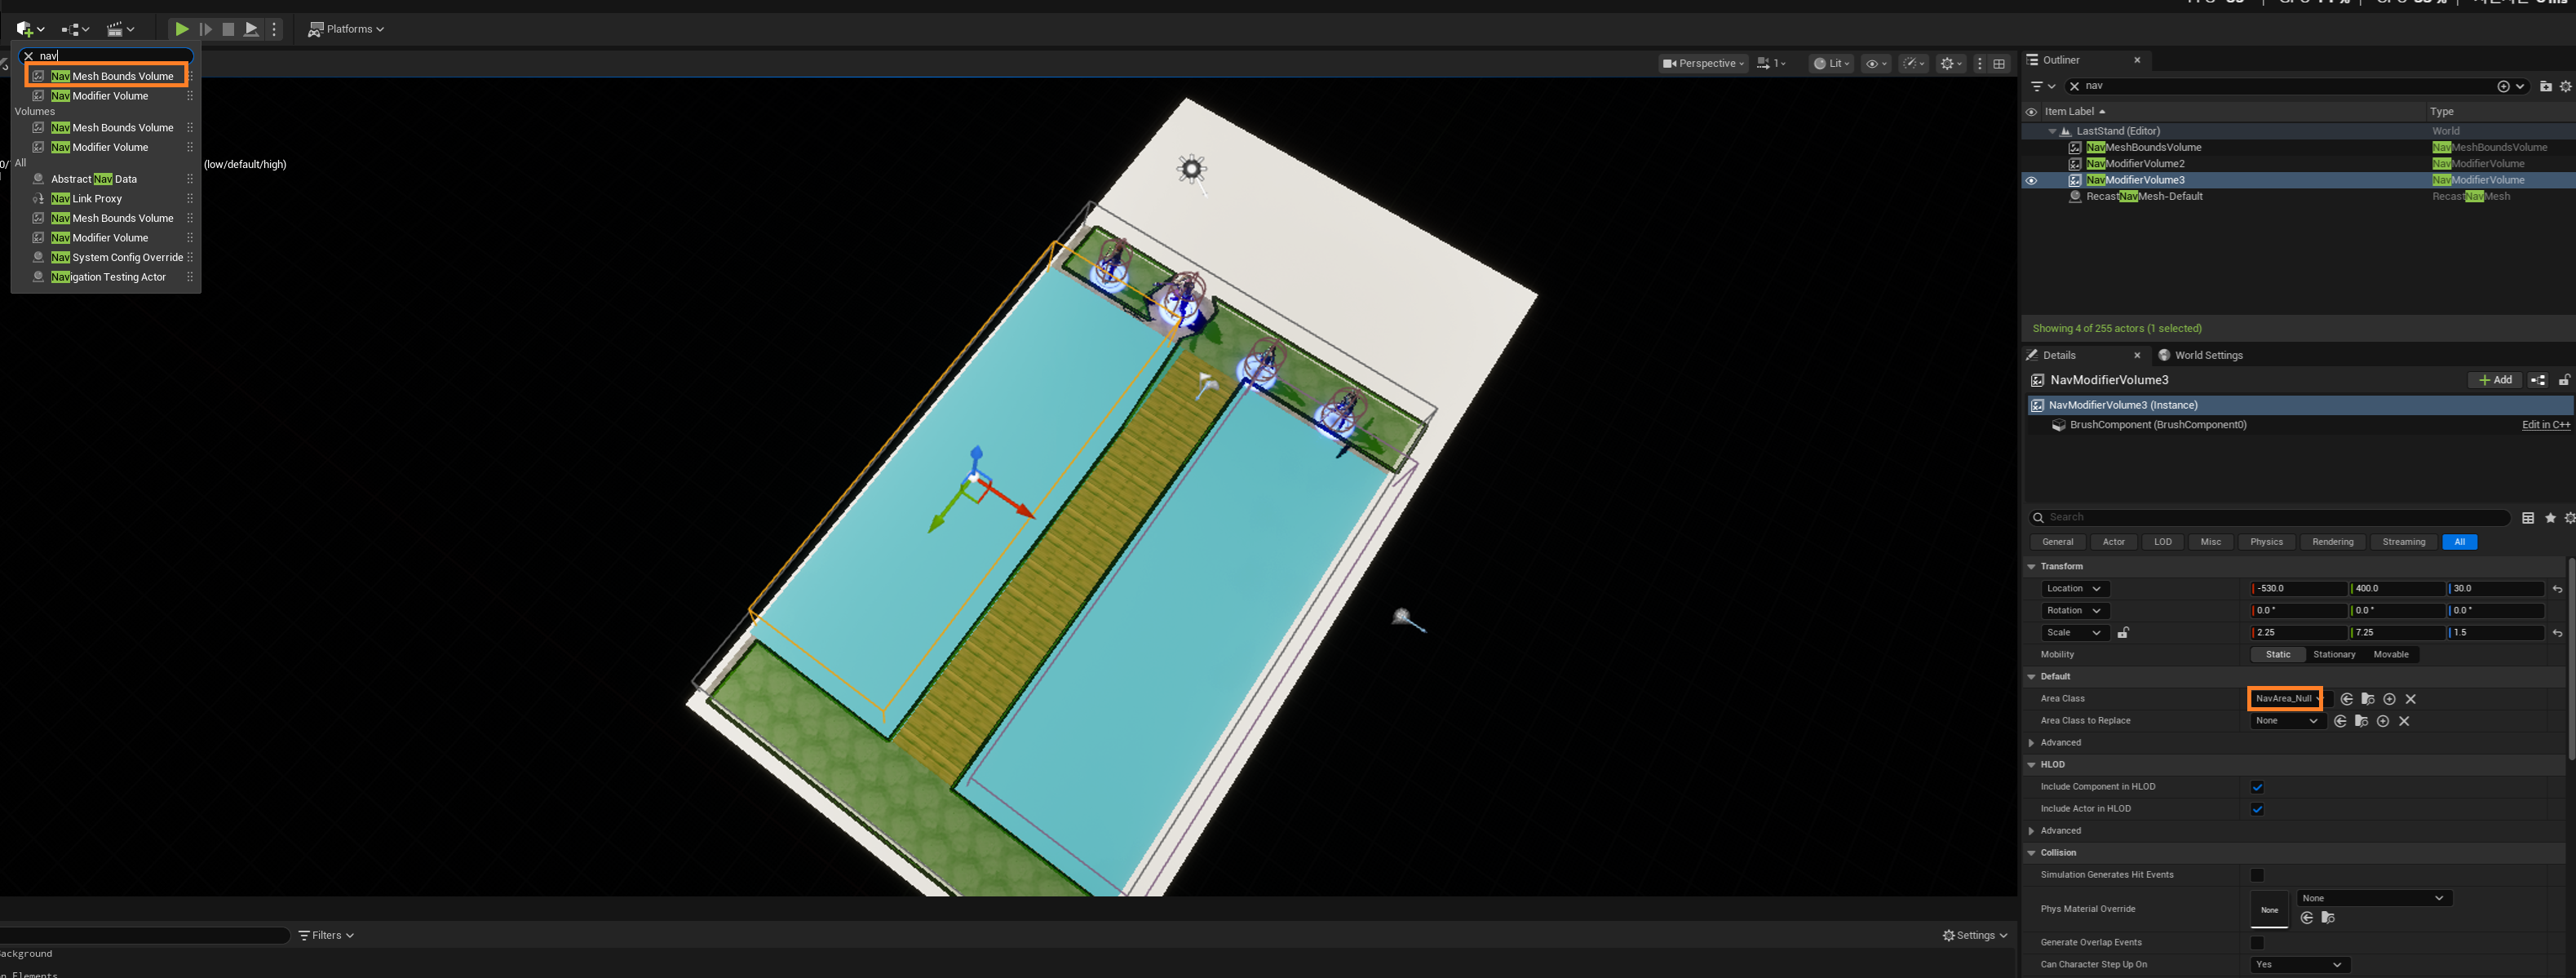 Platforms
nav
Nav Mesh Bounds Volume
Nav Modifier Volume
Volumes
Nav Mesh Bounds Volume
Nav Modifier Volume
All
(low/default/high)
Abstract Nav Data
Nav Link Proxy
Nav Mesh Bounds Volume
Nav Modifier Volume
Nav System Config Override
Navigation Testing Actor
Perspective
1
Lit
Outliner
nav
Item Label Type
LastStand (Editor) World
NavMeshBoundsVolume NavMeshBoundsVolume
NavModifierVolume2 NavModifierVolume
NavModifierVolume3 NavModifierVolume
RecastNavMesh-Default RecastNavMesh
Showing 4 of 255 actors (1 selected)
Details World Settings
NavModifierVolume3 Add
NavModifierVolume3 (Instance)
BrushComponent (BrushComponent0) Edit in C++
Search
General Actor LOD Misc Physics Rendering Streaming All
Transform
Location -530.0 400.0 30.0
Rotation 0.0 ° 0.0 ° 0.0 °
Scale 2.25 7.25 1.5
Mobility Static Stationary Movable
Default
Area Class NavArea_Null
Area Class to Replace None
Advanced
HLOD
Include Component in HLOD
Include Actor in HLOD
Advanced
Collision
Simulation Generates Hit Events
Phys Material Override None None
Generate Overlap Events
Can Character Step Up On Yes
Filters Settings
ackground